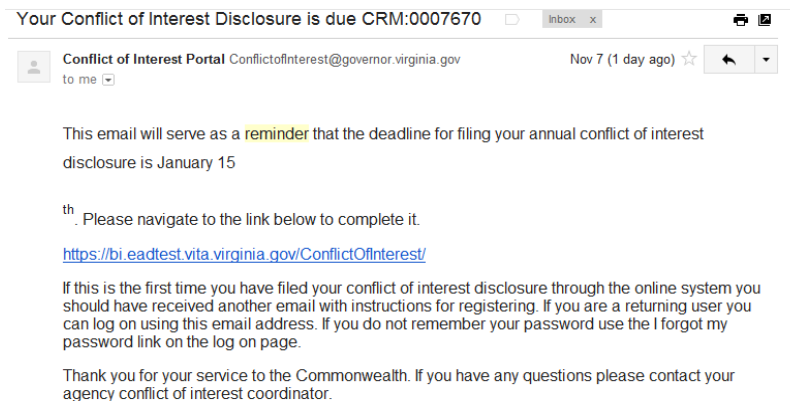 Your Conflict of Interest Disclosure is due CRM:0007670 Inbox x
Conflict of Interest Portal ConflictofInterest@governor.virginia.gov Nov 7 (1 day ago)
to me
This email will serve as a reminder that the deadline for filing your annual conflict of interest
disclosure is January 15
th. Please navigate to the link below to complete it.
https://bi.eadtest.vita.virginia.gov/ConflictOfInterest/
If this is the first time you have filed your conflict of interest disclosure through the online system you
should have received another email with instructions for registering. If you are a returning user you
can log on using this email address. If you do not remember your password use the I forgot my
password link on the log on page.
Thank you for your service to the Commonwealth. If you have any questions please contact your
agency conflict of interest coordinator.